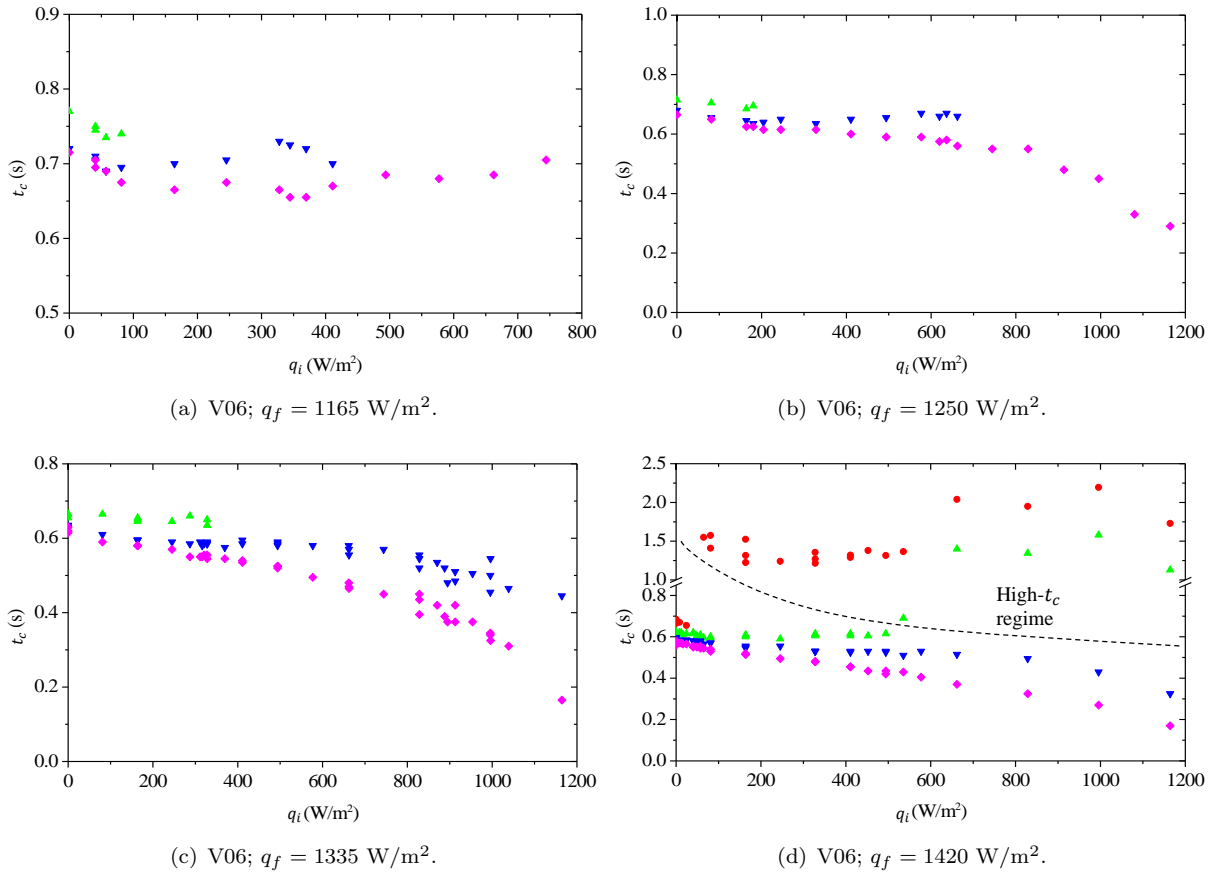 0.9
0.8
0.7
0.6
0.5
t_c (s)
0 100 200 300 400 500 600 700 800
q_i (W/m²)
(a) V06; q_f = 1165 W/m².
1.0
0.8
0.6
0.4
0.2
0.0
t_c (s)
0 200 400 600 800 1000 1200
q_i (W/m²)
(b) V06; q_f = 1250 W/m².
0.8
0.6
0.4
0.2
0.0
t_c (s)
0 200 400 600 800 1000 1200
q_i (W/m²)
(c) V06; q_f = 1335 W/m².
2.5
2.0
1.5
1.0
0.8
0.6
0.4
0.2
0.0
t_c (s)
High-t_c
regime
0 200 400 600 800 1000 1200
q_i (W/m²)
(d) V06; q_f = 1420 W/m².